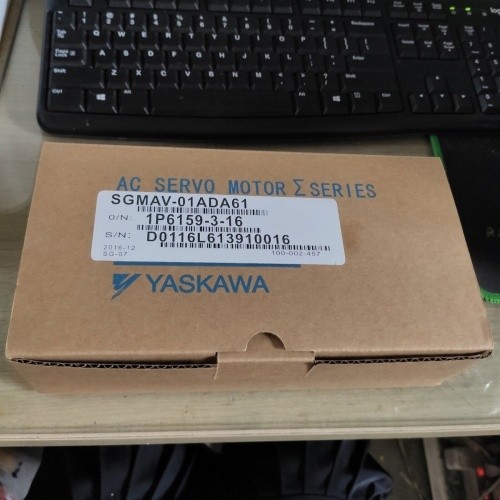 AC SERVO MOTOR Σ SERIES
SGMAV-01ADA61
O/N: 1P6159-3-16
S/N: D0116L613910016
2016-12
SG-07 100-002-457
YASKAWA